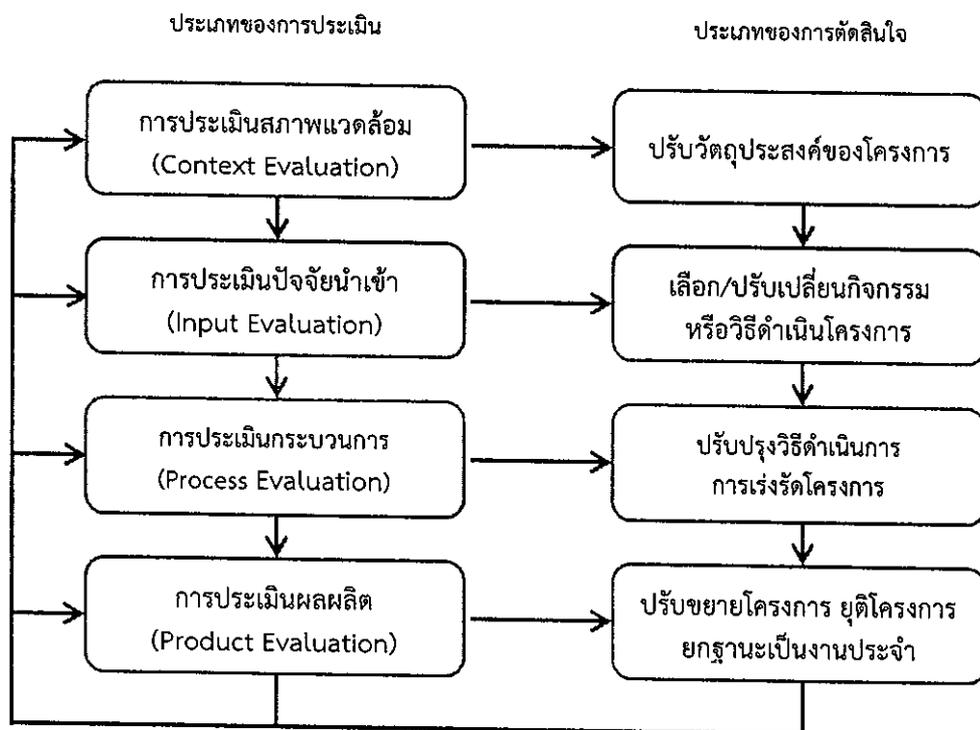 ประเภทของการประเมิน
ประเภทของการตัดสินใจ
การประเมินสภาพแวดล้อม
(Context Evaluation)
ปรับวัตถุประสงค์ของโครงการ
การประเมินปัจจัยนำเข้า
(Input Evaluation)
เลือก/ปรับเปลี่ยนกิจกรรม
หรือวิธีดำเนินโครงการ
การประเมินกระบวนการ
(Process Evaluation)
ปรับปรุงวิธีดำเนินการ
การเร่งรัดโครงการ
การประเมินผลผลิต
(Product Evaluation)
ปรับขยายโครงการ ยุติโครงการ
ยกฐานะเป็นงานประจำ